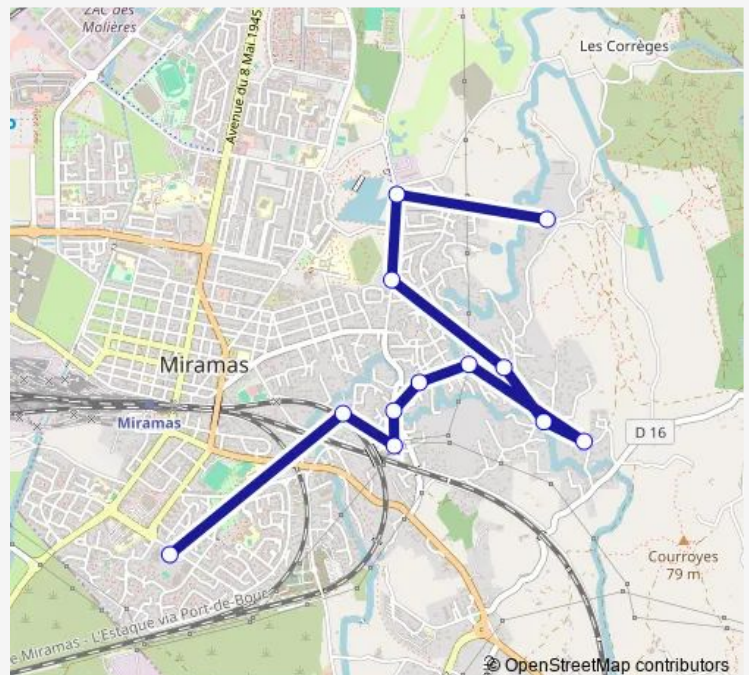 ZAC des
Molières
Avenue du 8 Mai 1945
Les Corrèges
Miramas
Miramas
D 16
Courroyes
79 m
e Miramas - L'Estaque via Port-de-Bouc
© OpenStreetMap contributors